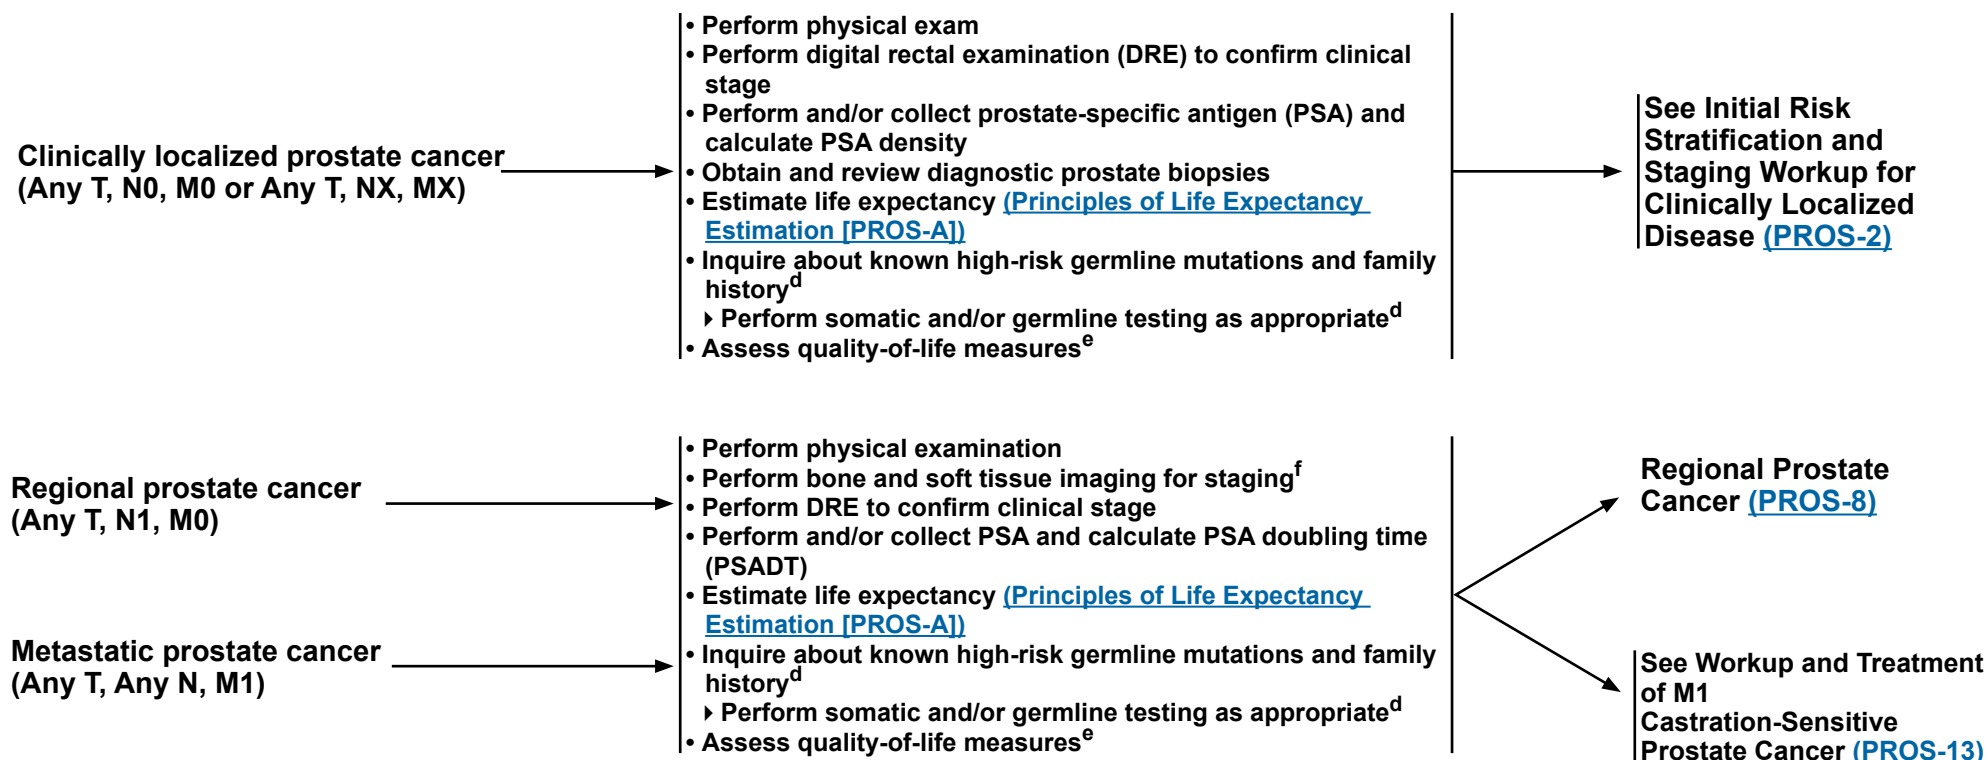 Clinically localized prostate cancer
(Any T, N0, M0 or Any T, NX, MX)
• Perform physical exam
• Perform digital rectal examination (DRE) to confirm clinical
stage
• Perform and/or collect prostate-specific antigen (PSA) and
calculate PSA density
• Obtain and review diagnostic prostate biopsies
• Estimate life expectancy (Principles of Life Expectancy
Estimation [PROS-A])
• Inquire about known high-risk germline mutations and family
history^d
▸ Perform somatic and/or germline testing as appropriate^d
• Assess quality-of-life measures^e
See Initial Risk
Stratification and
Staging Workup for
Clinically Localized
Disease (PROS-2)
Regional prostate cancer
(Any T, N1, M0)
Metastatic prostate cancer
(Any T, Any N, M1)
• Perform physical examination
• Perform bone and soft tissue imaging for staging^f
• Perform DRE to confirm clinical stage
• Perform and/or collect PSA and calculate PSA doubling time
(PSADT)
• Estimate life expectancy (Principles of Life Expectancy
Estimation [PROS-A])
• Inquire about known high-risk germline mutations and family
history^d
▸ Perform somatic and/or germline testing as appropriate^d
• Assess quality-of-life measures^e
Regional Prostate
Cancer (PROS-8)
See Workup and Treatment
of M1
Castration-Sensitive
Prostate Cancer (PROS-13)